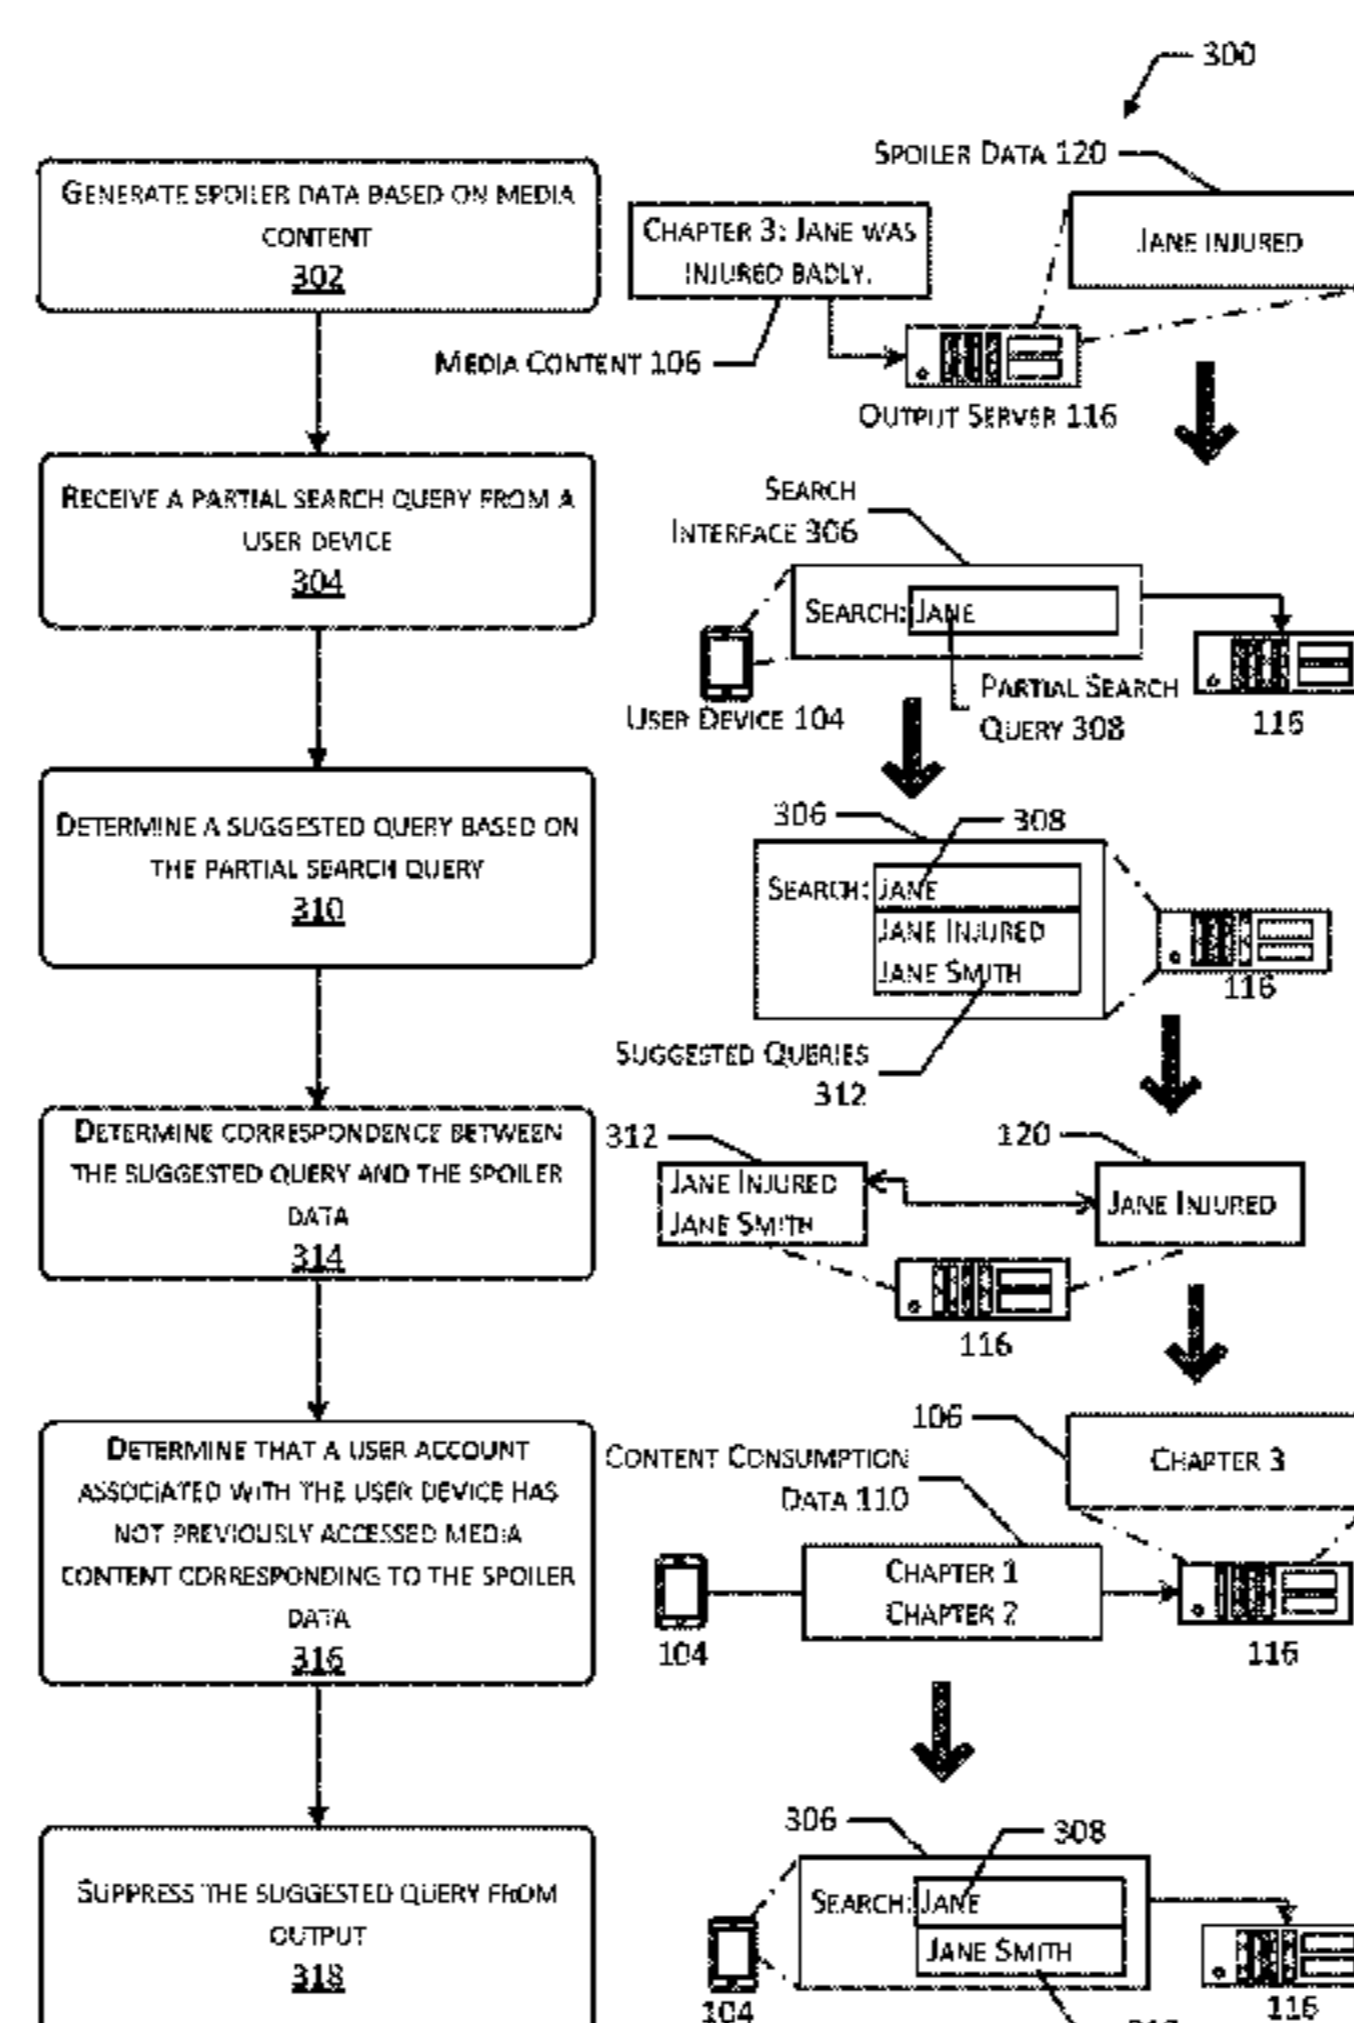 300
SPOILER DATA 120
GENERATE SPOILER DATA BASED ON MEDIA
CONTENT
302
CHAPTER 3: JANE WAS
INJURED BADLY.
JANE INJURED
MEDIA CONTENT 106
OUTPUT SERVER 116
RECEIVE A PARTIAL SEARCH QUERY FROM A
USER DEVICE
304
SEARCH
INTERFACE 306
SEARCH: JANE
USER DEVICE 104
PARTIAL SEARCH
QUERY 308
116
DETERMINE A SUGGESTED QUERY BASED ON
THE PARTIAL SEARCH QUERY
310
306
308
SEARCH: JANE
JANE INJURED
JANE SMITH
116
SUGGESTED QUERIES
312
DETERMINE CORRESPONDENCE BETWEEN
THE SUGGESTED QUERY AND THE SPOILER
DATA
314
312
JANE INJURED
JANE SMITH
120
JANE INJURED
116
DETERMINE THAT A USER ACCOUNT
ASSOCIATED WITH THE USER DEVICE HAS
NOT PREVIOUSLY ACCESSED MEDIA
CONTENT CORRESPONDING TO THE SPOILER
DATA
316
106
CHAPTER 3
CONTENT CONSUMPTION
DATA 110
CHAPTER 1
CHAPTER 2
104
116
SUPPRESS THE SUGGESTED QUERY FROM
OUTPUT
318
306
308
SEARCH: JANE
JANE SMITH
104
116